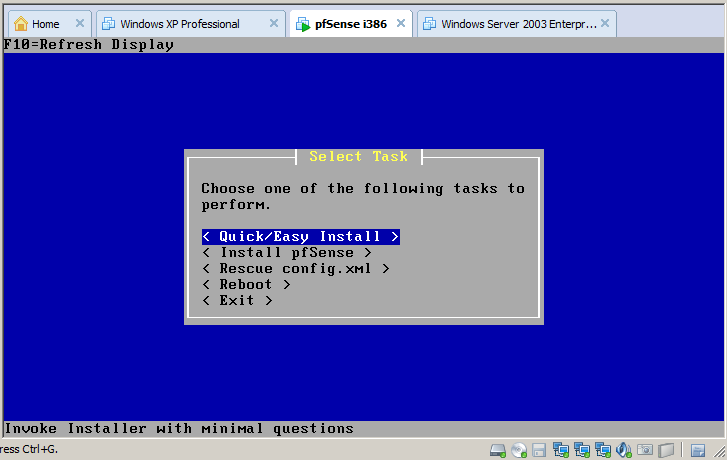 Home
Windows XP Professional
pfSense i386
Windows Server 2003 Enterpr...
F10=Refresh Display
Select Task
Choose one of the following tasks to
perform.
< Quick/Easy Install >
< Install pfSense >
< Rescue config.xml >
< Reboot >
< Exit >
Invoke Installer with minimal questions
ress Ctrl+G.